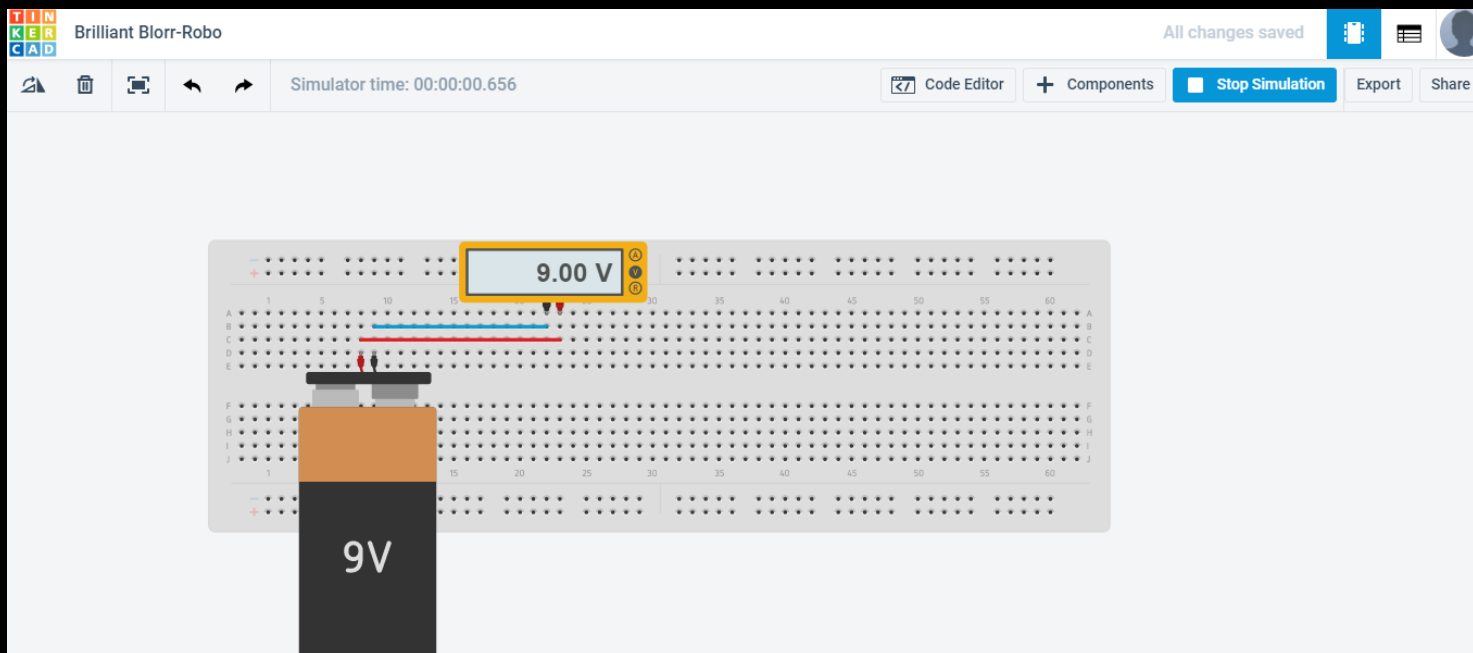 TIN
KER
CAD
Brilliant Blorr-Robo
All changes saved
Simulator time: 00:00:00.656
Code Editor
Components
Stop Simulation
Export
Share
9.00 V
A
V
R
- +
1 5 10 15 30 35 40 45 50 55 60
A A
B B
C C
D D
E E
F F
G G
H H
I I
J J
1 15 20 25 30 35 40 45 50 55 60
- +
9V